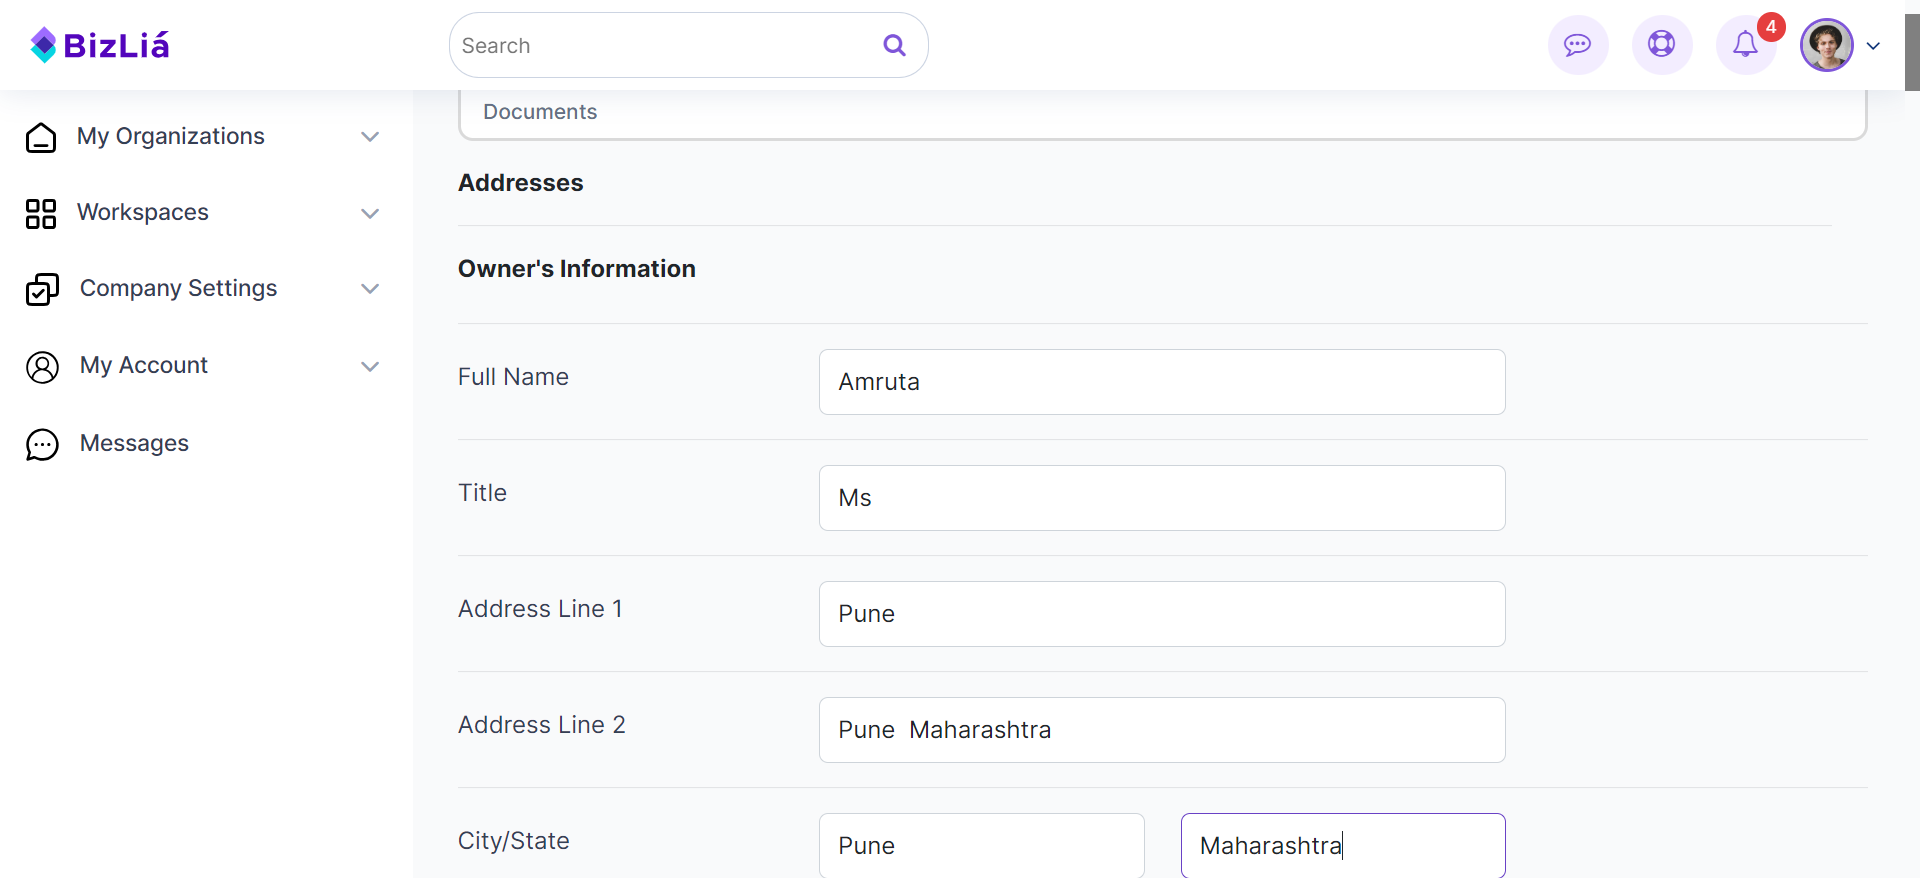 BizLiá
Search
4
Documents
My Organizations
Workspaces
Company Settings
My Account
Messages
Addresses
Owner's Information
Full Name
Amruta
Title
Ms
Address Line 1
Pune
Address Line 2
Pune  Maharashtra
City/State
Pune
Maharashtra